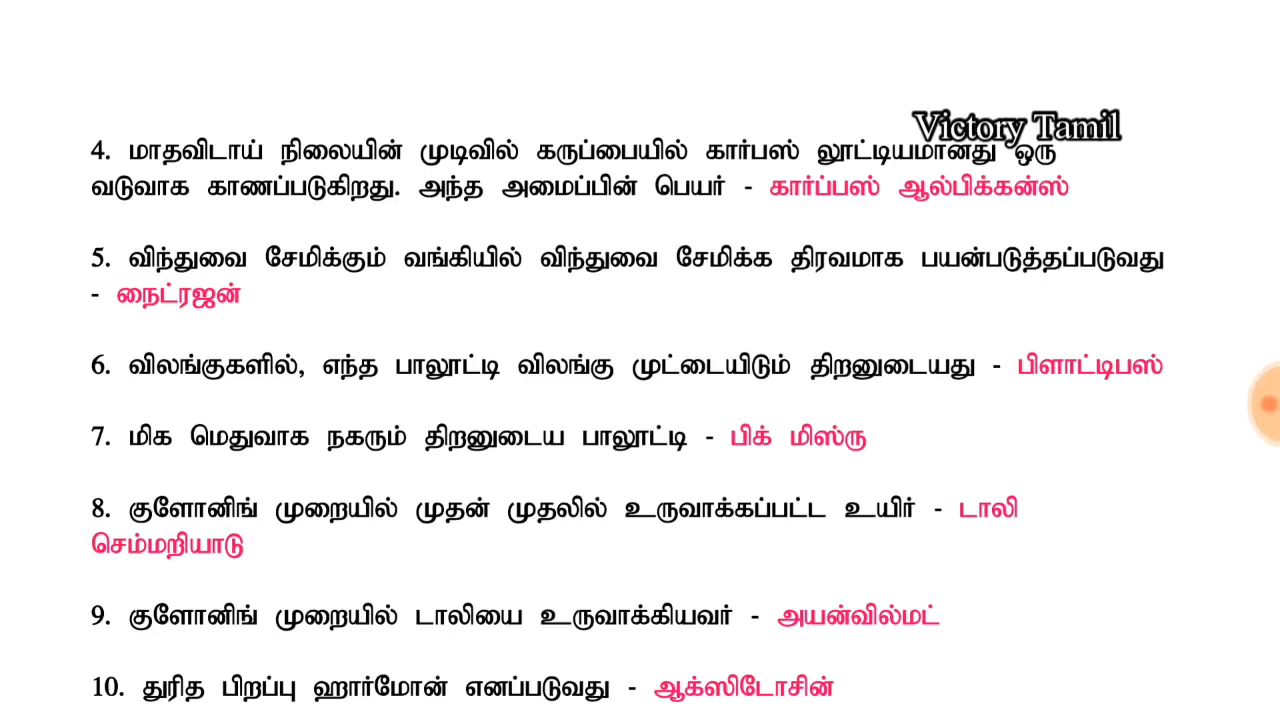 Victory Tamil
4. மாதவிடாய் நிலையின் முடிவில் கருப்பையில் கார்பஸ் லூட்டியமானது ஒரு
வடுவாக காணப்படுகிறது. அந்த அமைப்பின் பெயர் - கார்ப்பஸ் ஆல்பிக்கன்ஸ்
5. விந்துவை சேமிக்கும் வங்கியில் விந்துவை சேமிக்க திரவமாக பயன்படுத்தப்படுவது
- நைட்ரஜன்
6. விலங்குகளில், எந்த பாலூட்டி விலங்கு முட்டையிடும் திறனுடையது - பிளாட்டிபஸ்
7. மிக மெதுவாக நகரும் திறனுடைய பாலூட்டி - பிக் மிஸ்ரு
8. குளோனிங் முறையில் முதன் முதலில் உருவாக்கப்பட்ட உயிர் - டாலி
செம்மறியாடு
9. குளோனிங் முறையில் டாலியை உருவாக்கியவர் - அயன்வில்மட்
10. துரித பிறப்பு ஹார்மோன் எனப்படுவது - ஆக்ஸிடோசின்